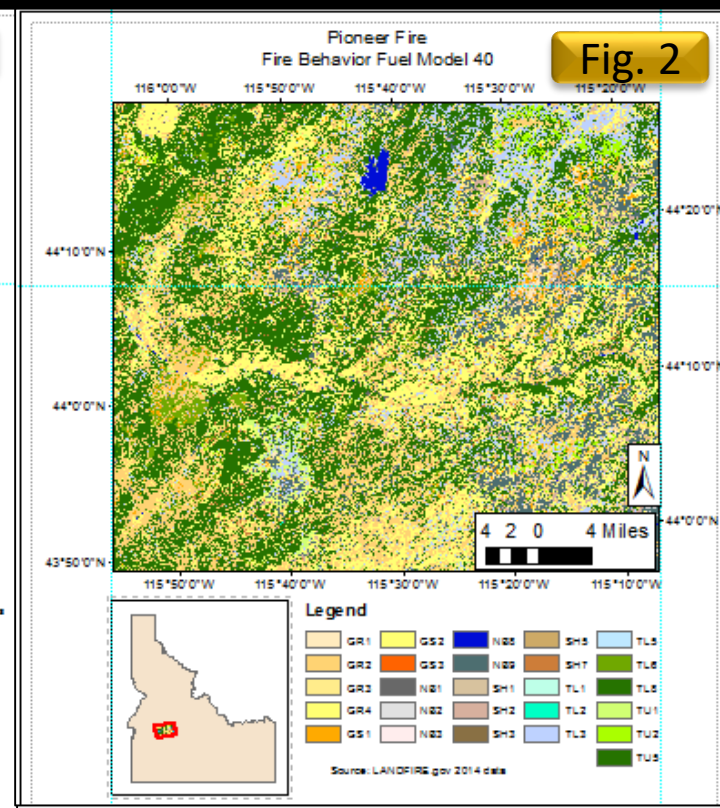 Pioneer Fire
Fire Behavior Fuel Model 40
Fig. 2
116°0'0"W 115°50'0"W 115°40'0"W 115°30'0"W 115°20'0"W
44°20'0"N
44°10'0"N
44°10'0"N
44°0'0"N
N
4 2 0 4 Miles
44°0'0"N
43°50'0"N
115°50'0"W 115°40'0"W 115°30'0"W 115°20'0"W 115°10'0"W
Legend
GR1 GS2 NB8 SH5 TL5
GR2 GS3 NB9 SH7 TL6
GR3 NB1 SH1 TL1 TL8
GR4 NB2 SH2 TL2 TU1
GS1 NB3 SH3 TL3 TU2
TU5
Source: LANDFIRE.gov 2014 data